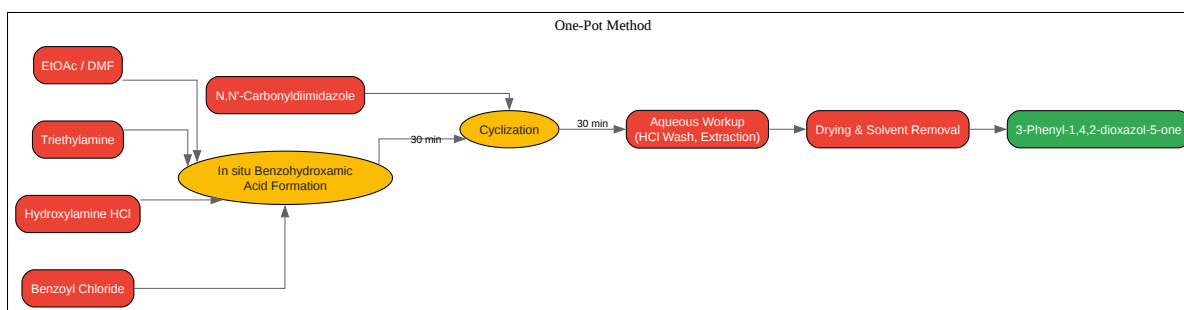 One-Pot Method
EtOAc / DMF
N,N'-Carbonyldiimidazole
Triethylamine
Cyclization
30 min
30 min
Aqueous Workup
(HCl Wash, Extraction)
Drying & Solvent Removal
3-Phenyl-1,4,2-dioxazol-5-one
In situ Benzohydroxamic
Acid Formation
Hydroxylamine HCl
Benzoyl Chloride